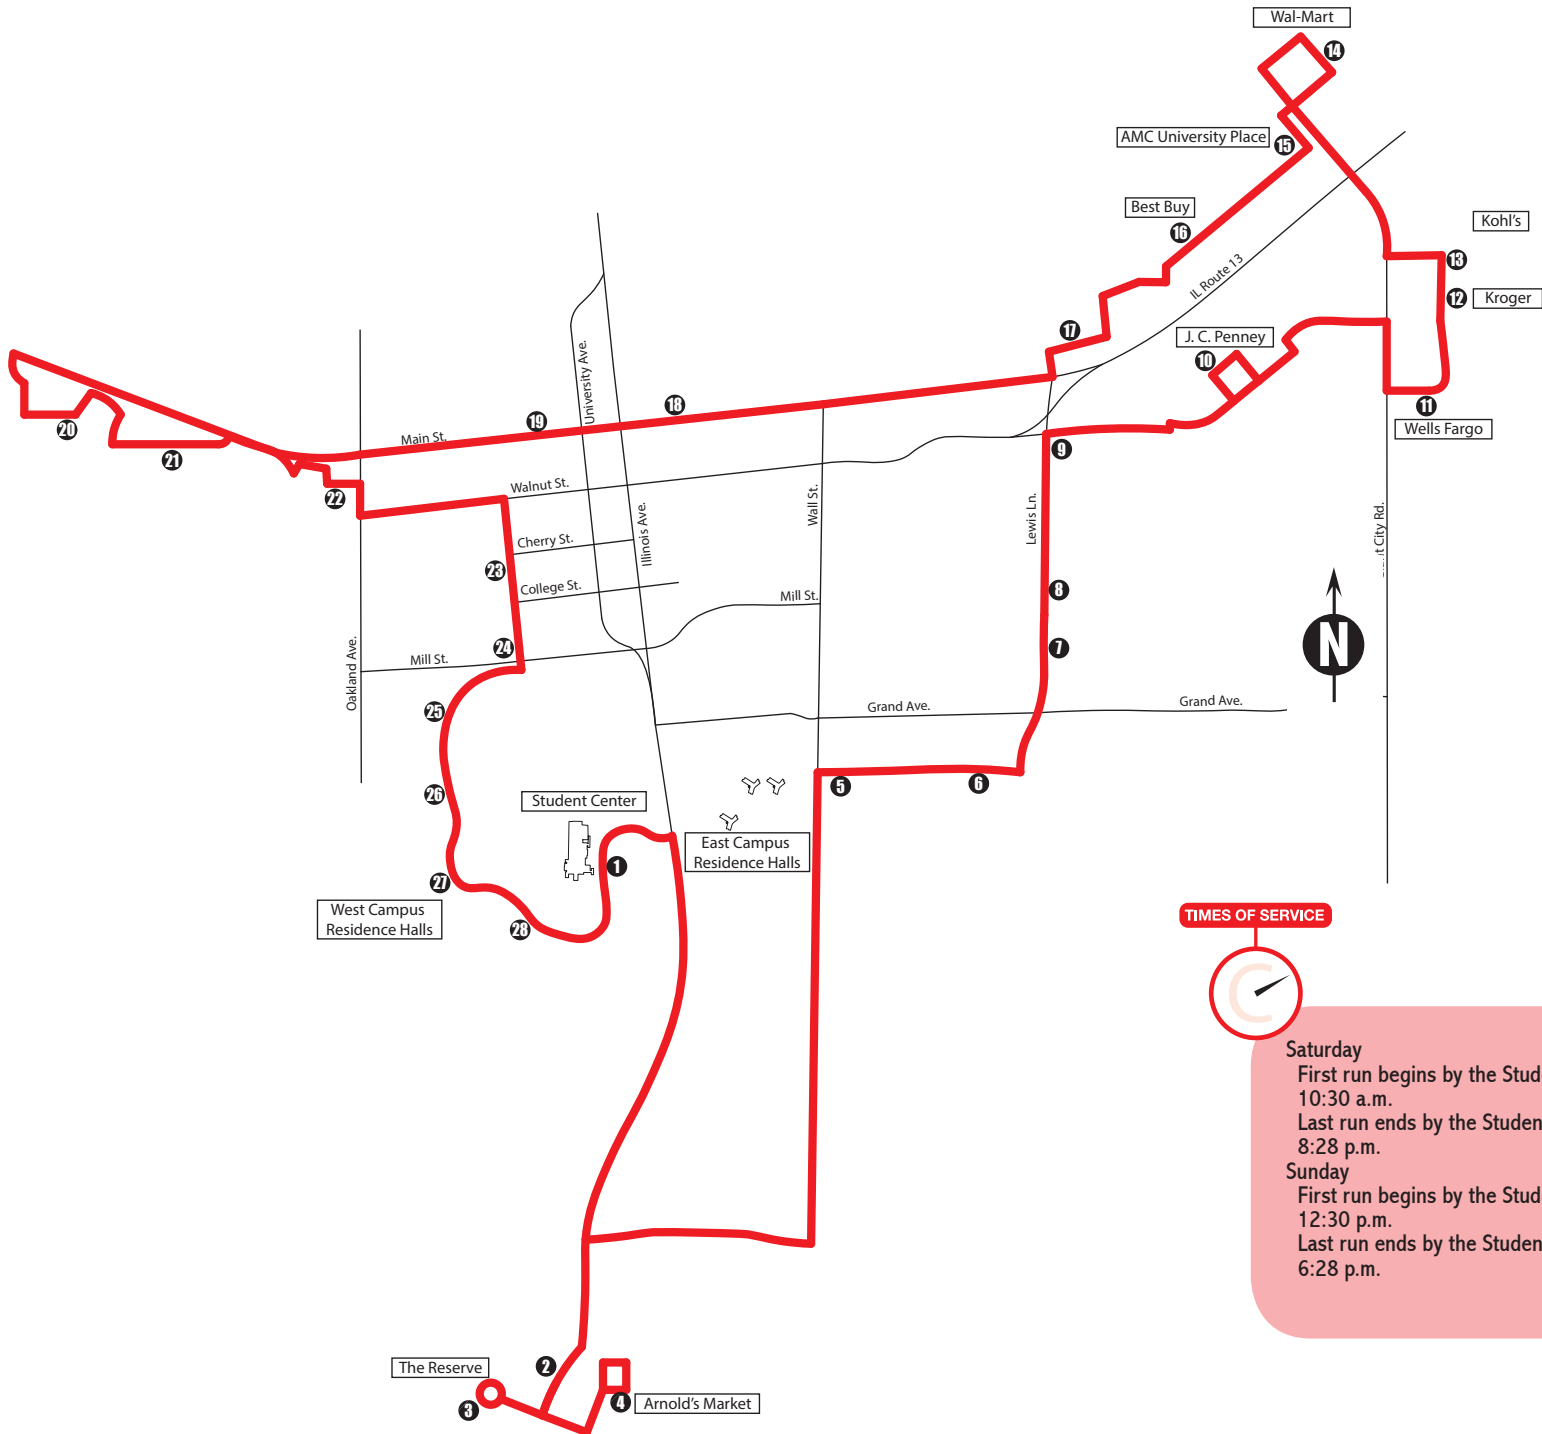 Wal-Mart
14
AMC University Place
15
Best Buy
16
Kohl's
13
IL Route 13
12
Kroger
17
J. C. Penney
10
University Ave.
18
11
19
Main St.
20
Wells Fargo
21
9
Walnut St.
22
Wall St.
Lewis Ln.
Illinois Ave.
City Rd.
Cherry St.
23
College St.
8
Mill St.
N
24
7
Mill St.
Oakland Ave.
25
Grand Ave.
Grand Ave.
5
6
26
Student Center
East Campus
Residence Halls
1
27
West Campus
Residence Halls
28
TIMES OF SERVICE
Saturday
First run begins by the Stud
10:30 a.m.
Last run ends by the Studen
8:28 p.m.
Sunday
First run begins by the Stud
12:30 p.m.
Last run ends by the Studen
6:28 p.m.
The Reserve
2
3
4
Arnold's Market